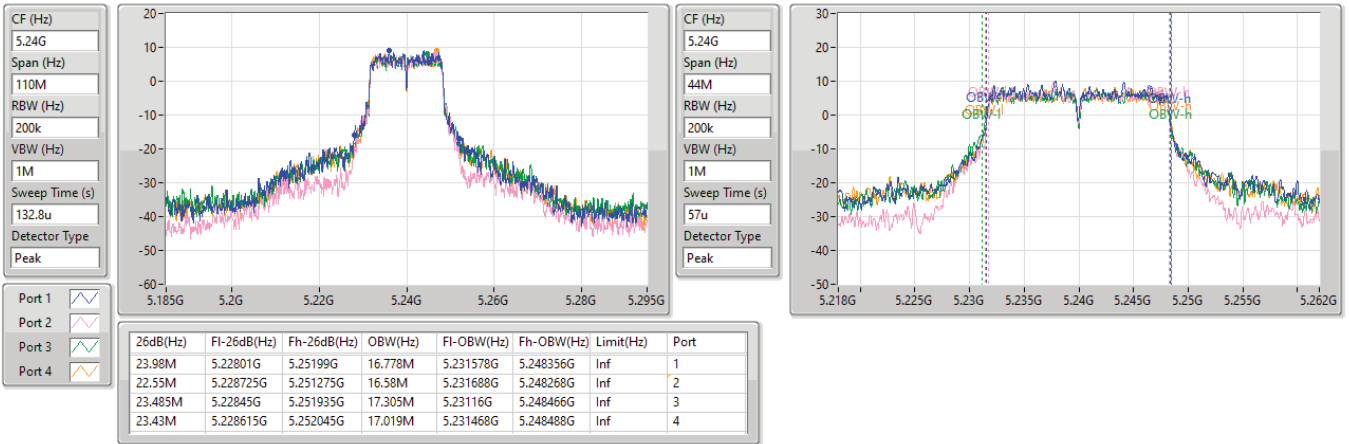 CF (Hz)
5.24G
Span (Hz)
110M
RBW (Hz)
200k
VBW (Hz)
1M
Sweep Time (s)
132.8u
Detector Type
Peak
20
10
0
-10
-20
-30
-40
-50
-60
5.185G 5.2G 5.22G 5.24G 5.26G 5.28G 5.295G
CF (Hz)
5.24G
Span (Hz)
44M
RBW (Hz)
200k
VBW (Hz)
1M
Sweep Time (s)
57u
Detector Type
Peak
30
20
10
0
-10
-20
-30
-40
-50
OBW-h
OBW-l OBW-h
5.218G 5.225G 5.23G 5.235G 5.24G 5.245G 5.25G 5.255G 5.262G
Port 1
Port 2
Port 3
Port 4
26dB(Hz) Fl-26dB(Hz) Fh-26dB(Hz) OBW(Hz) Fl-OBW(Hz) Fh-OBW(Hz) Limit(Hz) Port
23.98M 5.22801G 5.25199G 16.778M 5.231578G 5.248356G Inf 1
22.55M 5.228725G 5.251275G 16.58M 5.231688G 5.248268G Inf 2
23.485M 5.22845G 5.251935G 17.305M 5.23116G 5.248466G Inf 3
23.43M 5.228615G 5.252045G 17.019M 5.231468G 5.248488G Inf 4